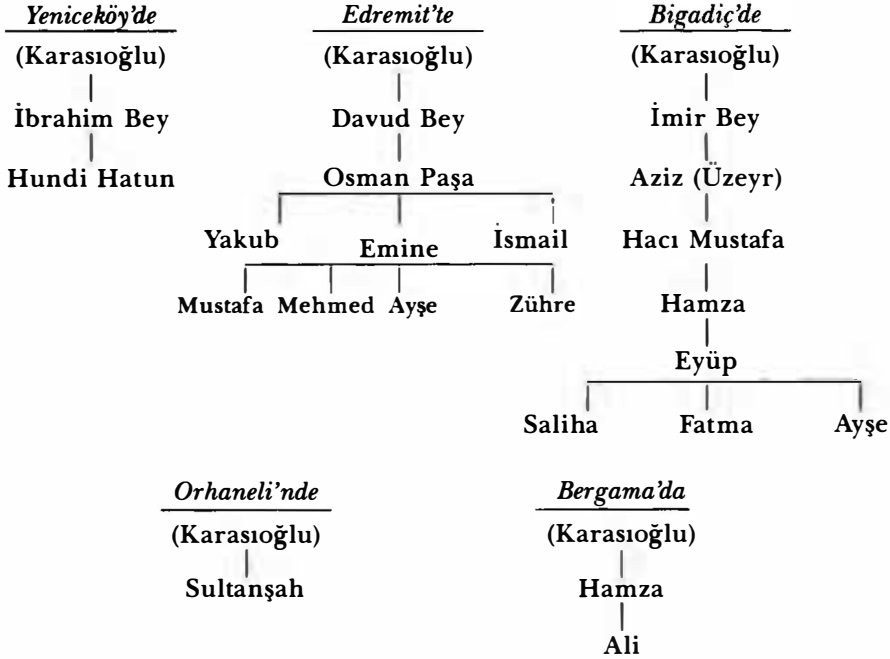 Yeniceköy'de
(Karasıoğlu)
İbrahim Bey
Hundi Hatun
Edremit'te
(Karasıoğlu)
Davud Bey
Osman Paşa
Yakub Emine İsmail
Mustafa Mehmed Ayşe Zühre
Bigadiç'de
(Karasıoğlu)
İmir Bey
Aziz (Üzeyr)
Hacı Mustafa
Hamza
Eyüp
Saliha Fatma Ayşe
Orhaneli'nde
(Karasıoğlu)
Sultanşah
Bergama'da
(Karasıoğlu)
Hamza
Ali